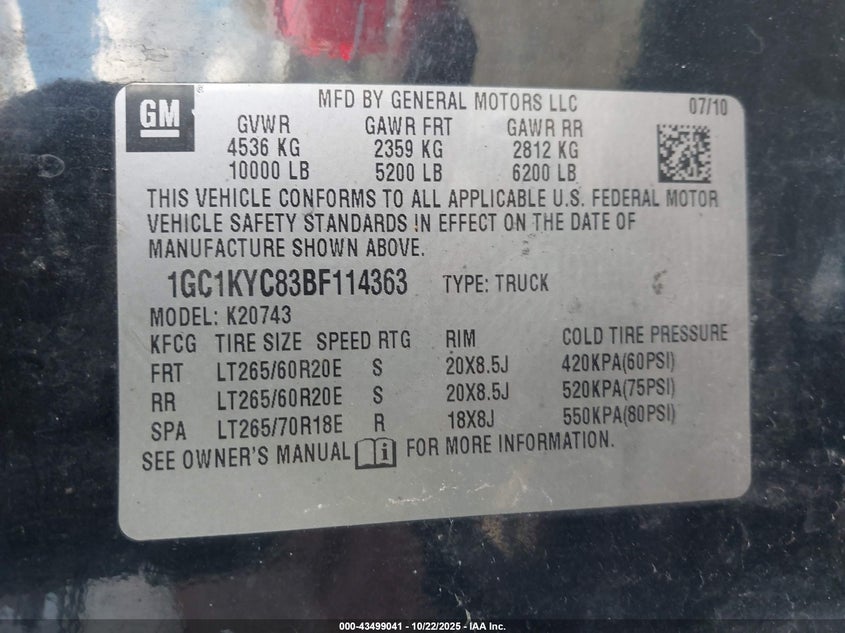 GM
®
MFD BY GENERAL MOTORS LLC 07/10
GVWR GAWR FRT GAWR RR
4536 KG 2359 KG 2812 KG
10000 LB 5200 LB 6200 LB
THIS VEHICLE CONFORMS TO ALL APPLICABLE U.S. FEDERAL MOTOR
VEHICLE SAFETY STANDARDS IN EFFECT ON THE DATE OF
MANUFACTURE SHOWN ABOVE.
1GC1KYC83BF114363 TYPE: TRUCK
MODEL: K20743
KFCG TIRE SIZE SPEED RTG RIM COLD TIRE PRESSURE
FRT LT265/60R20E S 20X8.5J 420KPA(60PSI)
RR LT265/60R20E S 20X8.5J 520KPA(75PSI)
SPA LT265/70R18E R 18X8J 550KPA(80PSI)
SEE OWNER'S MANUAL FOR MORE INFORMATION.
000-43499041 - 10/22/2025 - IAA Inc.